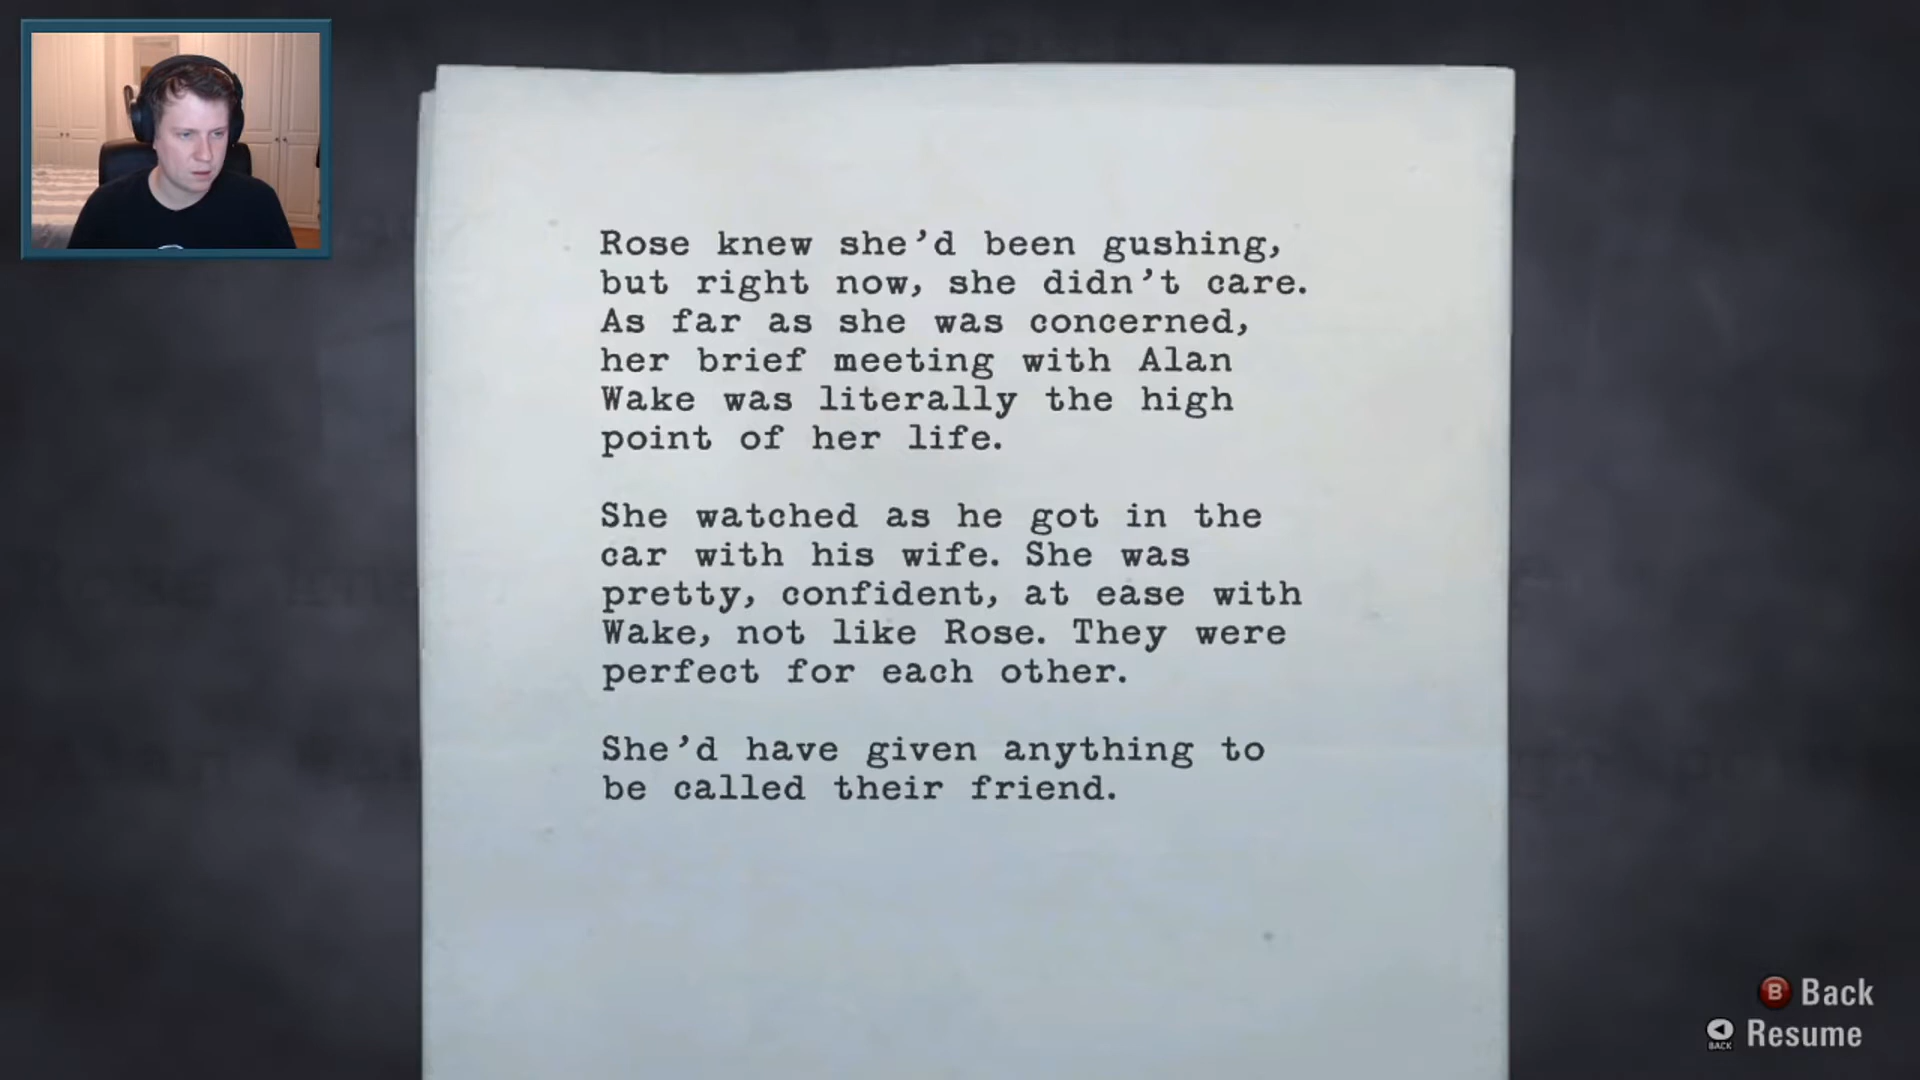 Rose knew she’d been gushing,
but right now, she didn’t care.
As far as she was concerned,
her brief meeting with Alan
Wake was literally the high
point of her life.
She watched as he got in the
car with his wife. She was
pretty, confident, at ease with
Wake, not like Rose. They were
perfect for each other.
She’d have given anything to
be called their friend.
B Back
BACK Resume